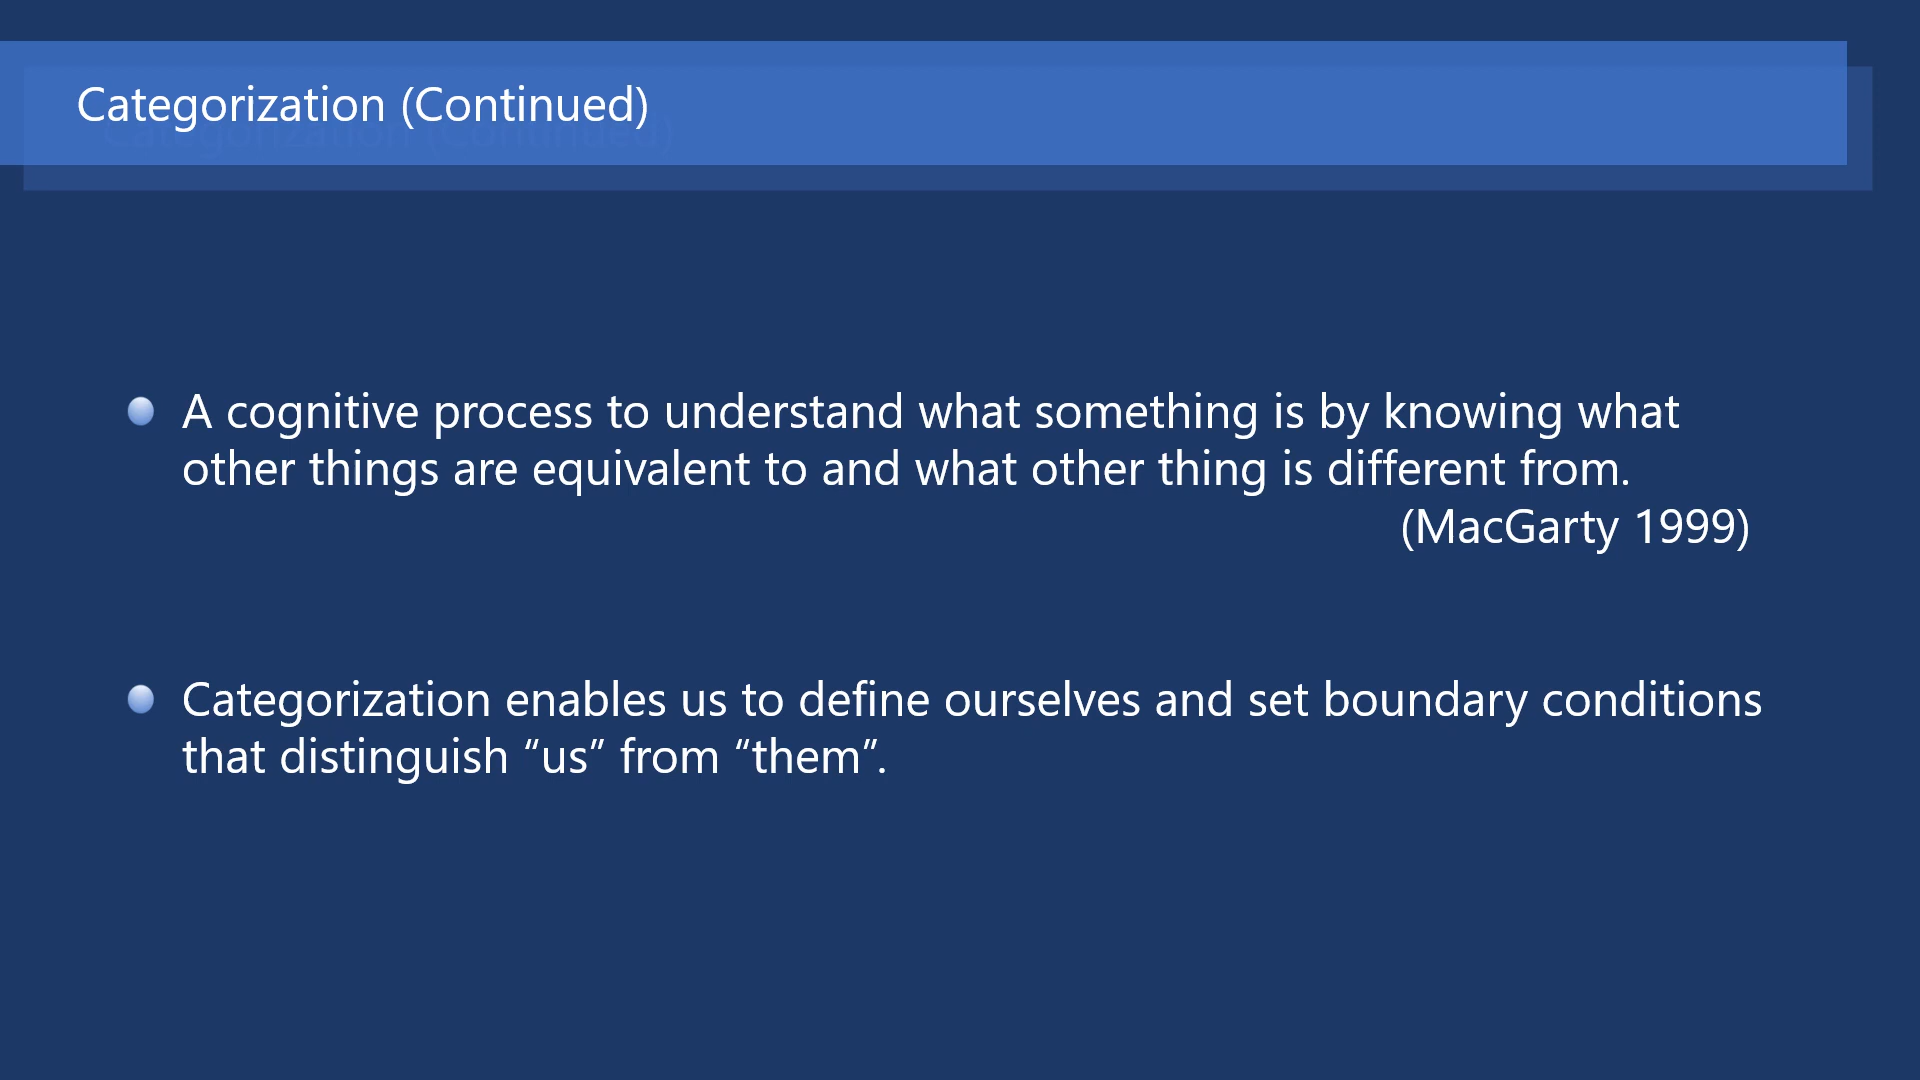 Categorization (Continued)
A cognitive process to understand what something is by knowing what
other things are equivalent to and what other thing is different from.
(MacGarty 1999)
Categorization enables us to define ourselves and set boundary conditions
that distinguish “us” from “them”.